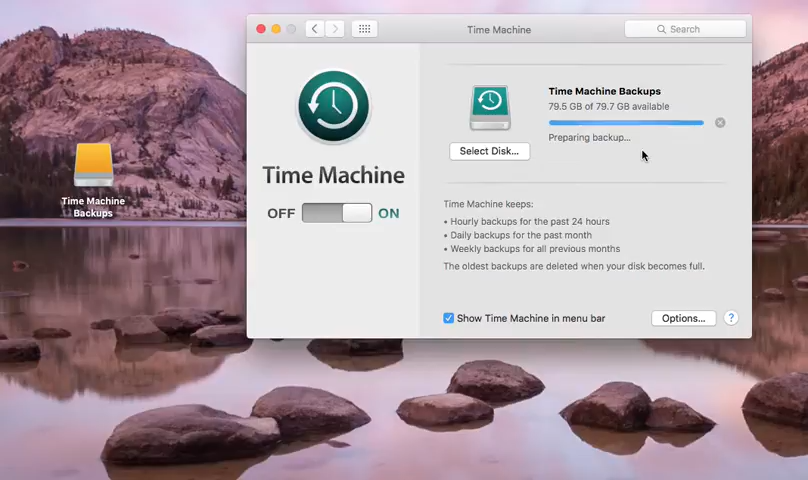 Time Machine
Search
Time Machine Backups
79.5 GB of 79.7 GB available
Preparing backup...
Select Disk...
Time Machine
OFF
ON
Time Machine keeps:
• Hourly backups for the past 24 hours
• Daily backups for the past month
• Weekly backups for all previous months
The oldest backups are deleted when your disk becomes full.
Show Time Machine in menu bar
Options...
?
Time Machine
Backups